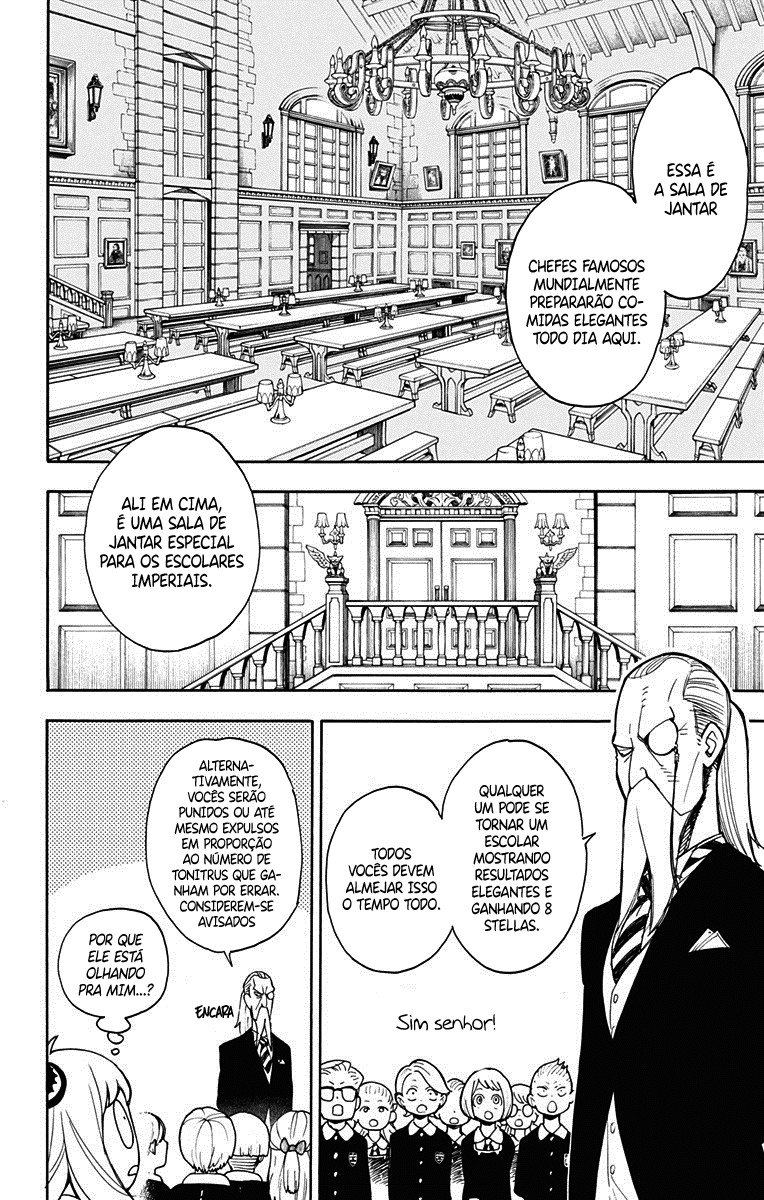 ESSA É
A SALA DE
JANTAR
CHEFES FAMOSOS
MUNDIALMENTE
PREPARARÃO CO-
MIDAS ELEGANTES
TODO DIA AQUI.
ALI EM CIMA,
É UMA SALA DE
JANTAR ESPECIAL
PARA OS ESCOLARES
IMPERIAIS.
QUALQUER
UM PODE SE
TORNAR UM
ESCOLAR
MOSTRANDO
RESULTADOS
ELEGANTES E
GANHANDO 8
STELLAS.
TODOS
VOCÊS DEVEM
ALMEJAR ISSO
O TEMPO TODO.
Sim senhor!
ALTERNA-
TIVAMENTE,
VOCÊS SERÃO
PUNIDOS OU ATÉ
MESMO EXPULSOS
EM PROPORÇÃO
AO NÚMERO DE
TONITRUS QUE GA-
NHAM POR ERRAR.
CONSIDEREM-SE
AVISADOS
ENCARA
POR QUE
ELE ESTÁ
OLHANDO
PRA MIM...?